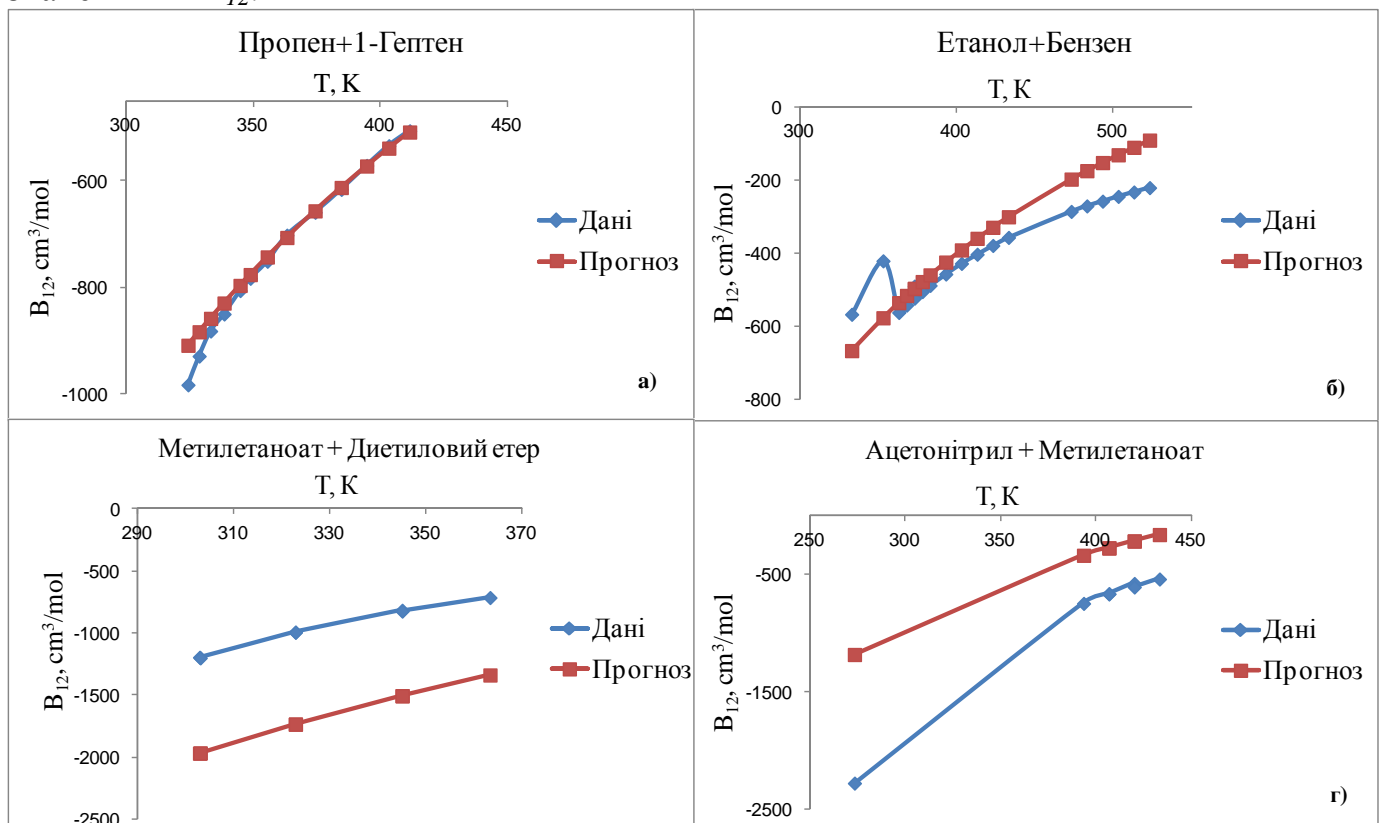 12
Пропен+1-Гептен
T, K
300 350 400 450
-600
-800
-1000
B12, cm³/mol
Дані
Прогноз
а)
Етанол+Бензен
Т, К
0
300 400 500
-200
-400
-600
-800
B12, cm³/mol
Дані
Прогноз
б)
Метилетаноат + Диетиловий етер
Т, К
0
290 310 330 350 370
-500
-1000
-1500
-2000
-2500
B12, cm³/mol
Дані
Прогноз
Ацетонітрил + Метилетаноат
Т, К
250 300 350 400 450
-500
-1500
-2500
B12, cm³/mol
Дані
Прогноз
г)